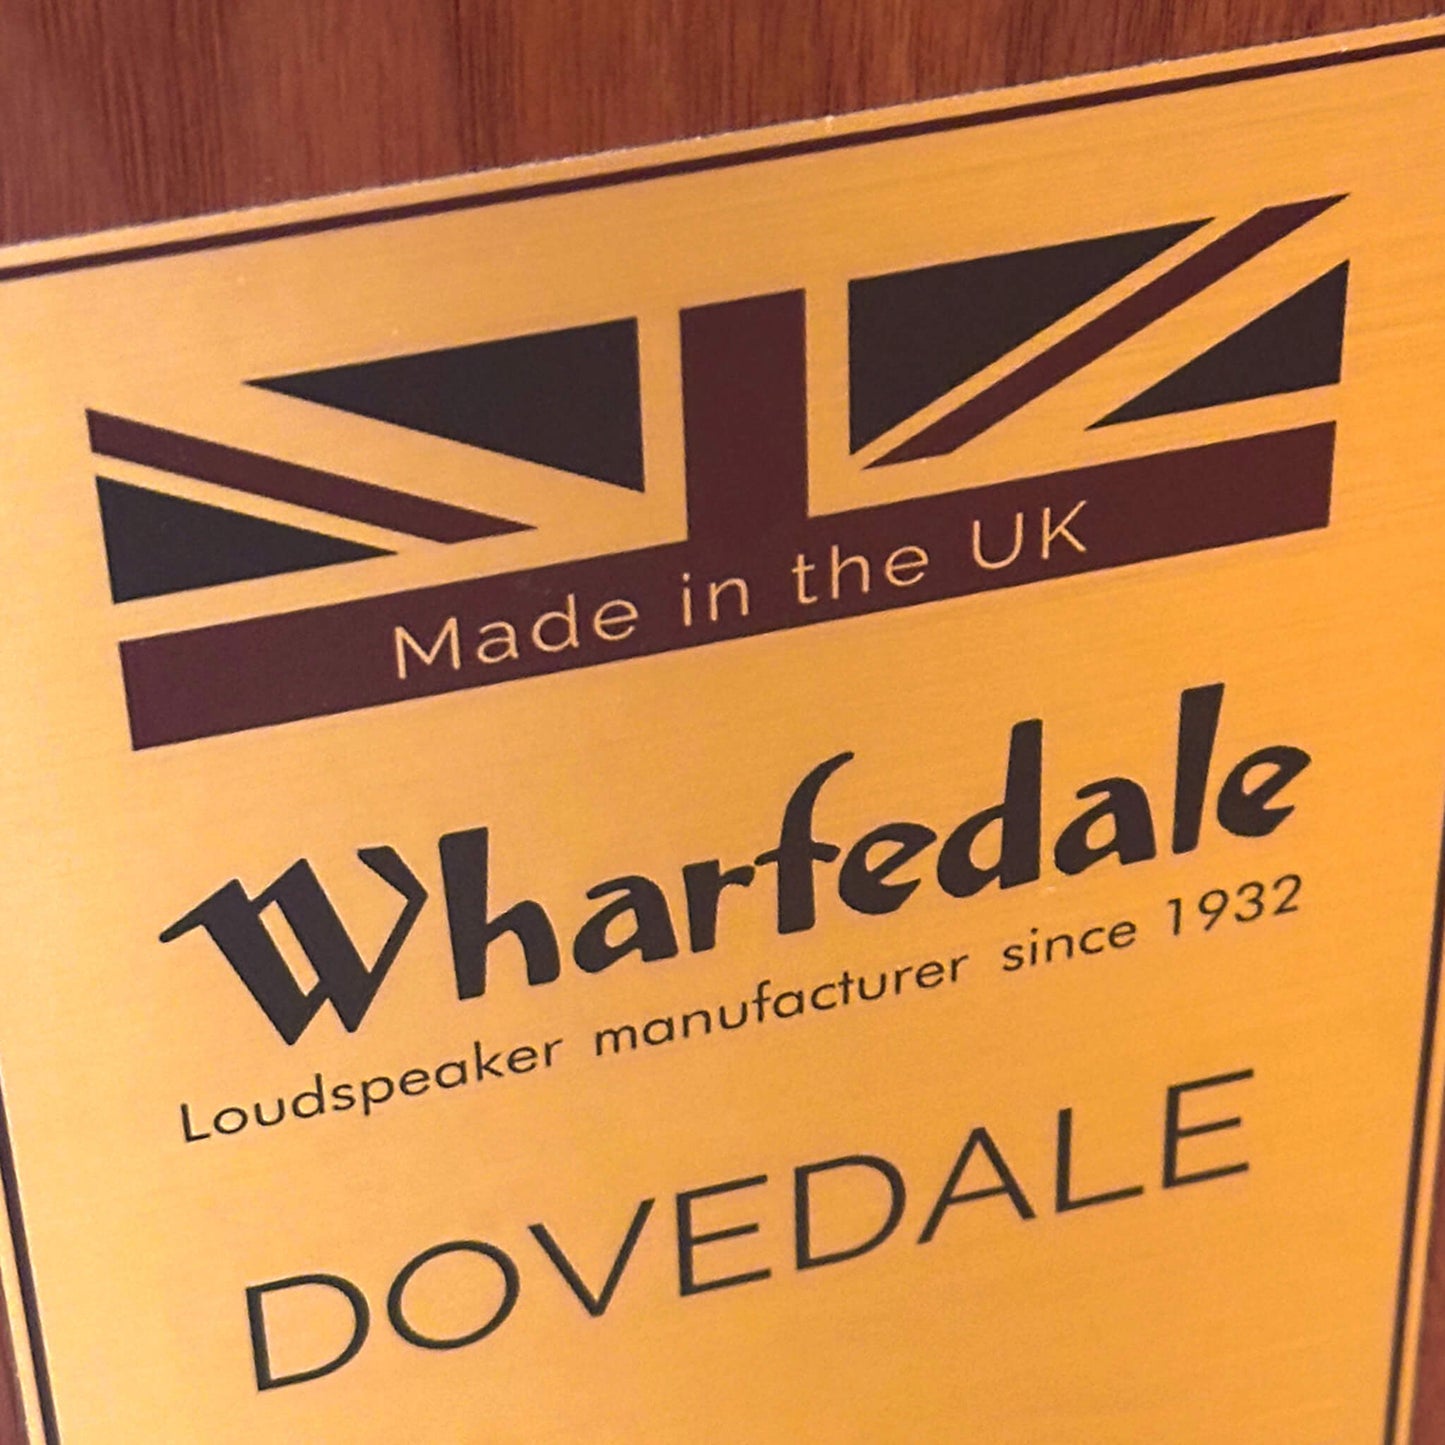 Made in the UK
Wharfedale
Loudspeaker manufacturer since 1932
DOVEDALE